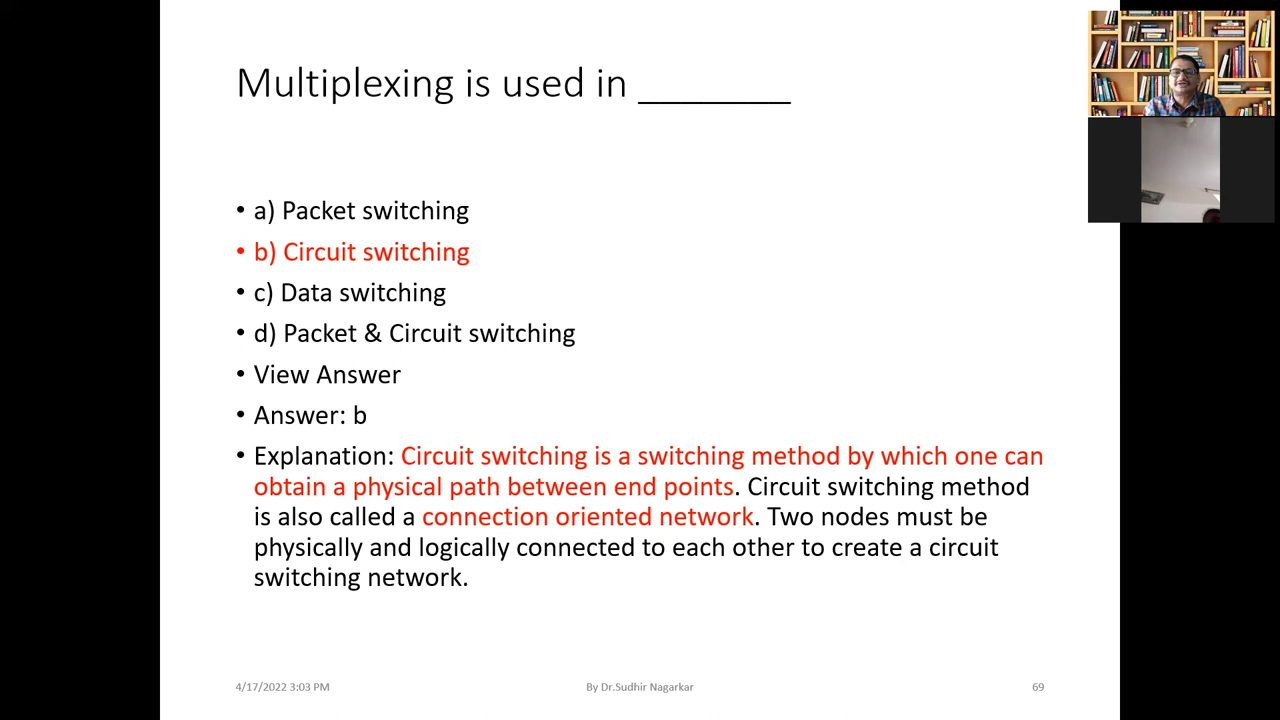 Multiplexing is used in ________
• a) Packet switching
• b) Circuit switching
• c) Data switching
• d) Packet & Circuit switching
• View Answer
• Answer: b
• Explanation: Circuit switching is a switching method by which one can
obtain a physical path between end points. Circuit switching method
is also called a connection oriented network. Two nodes must be
physically and logically connected to each other to create a circuit
switching network.
4/17/2022 3:03 PM
By Dr.Sudhir Nagarkar
69